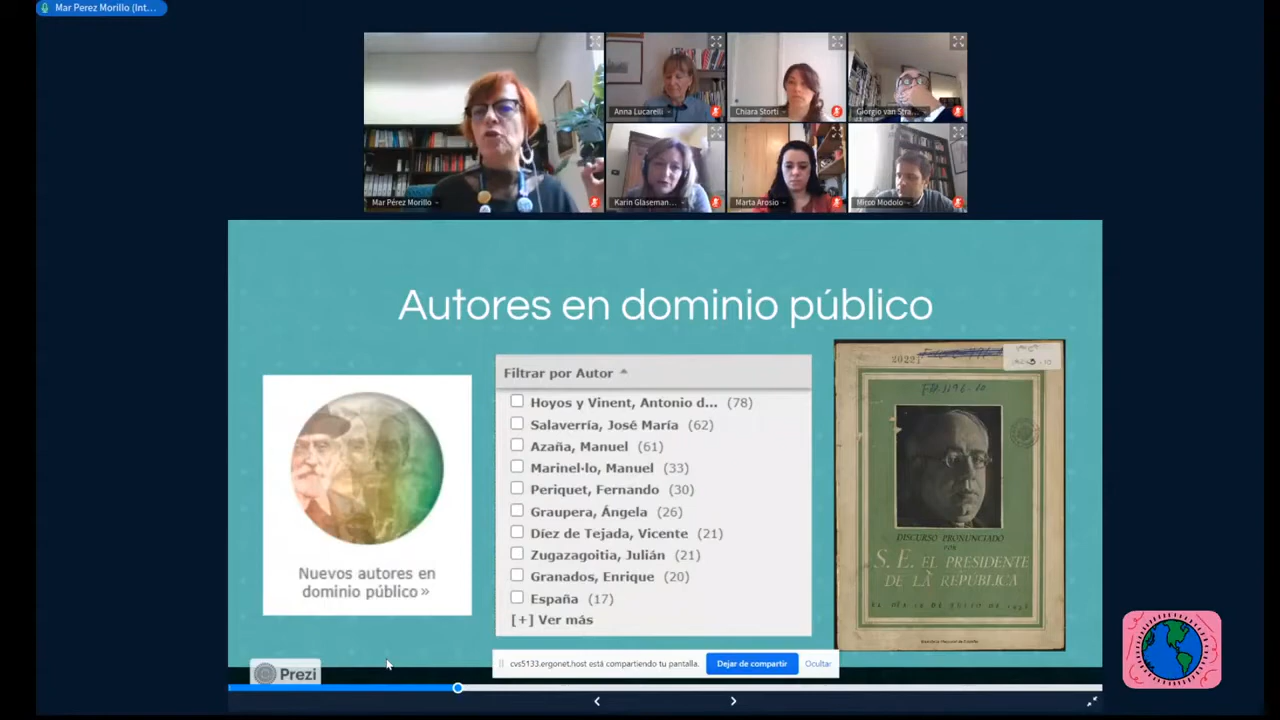 Mar Perez Morillo (Int...
Anna Lucarelli
Chiara Storti
Giorgio van Stra...
Mar Pérez Morillo
Karin Glaseman...
Marta Arosio
Mirco Modolo
Autores en dominio público
Nuevos autores en
dominio público»
Filtrar por Autor
Hoyos y Vinent, Antonio d... (78)
Salaverría, José María (62)
Azaña, Manuel (61)
Marinel·lo, Manuel (33)
Periquet, Fernando (30)
Graupera, Ángela (26)
Díez de Tejada, Vicente (21)
Zugazagoitia, Julián (21)
Granados, Enrique (20)
España (17)
[+] Ver más
DISCURSO PRONUNCIADO
POR
S. E. EL PRESIDENTE
DE LA REPÚBLICA
Prezi
cvs5133.ergonet.host está compartiendo tu pantalla.
Dejar de compartir
Ocultar